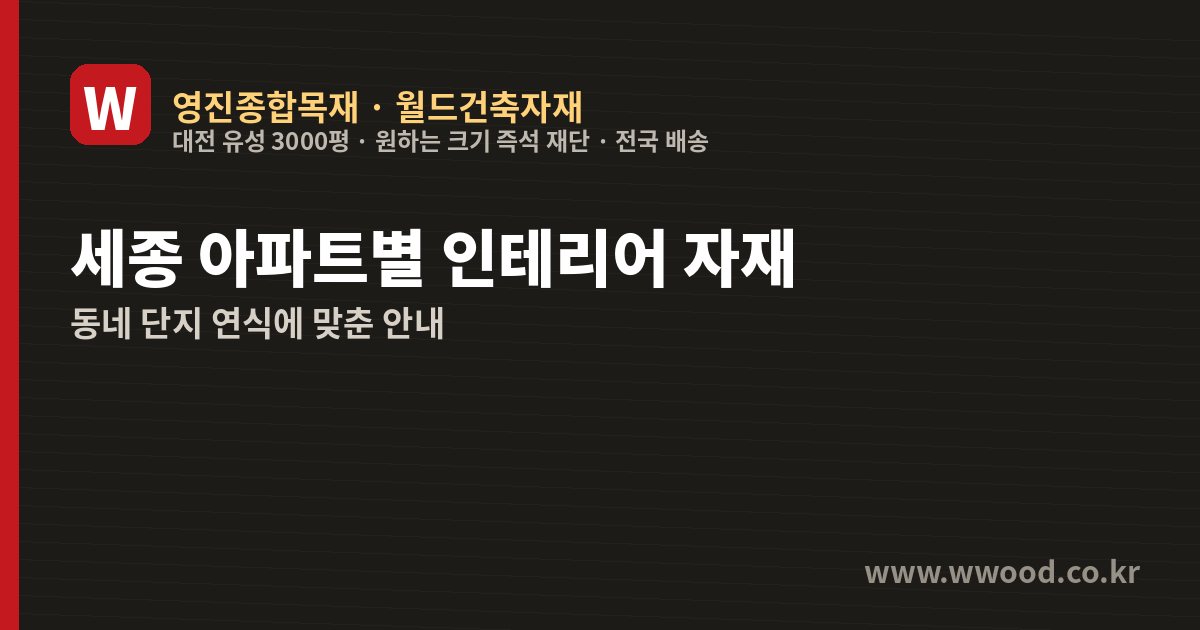 W
영진종합목재 · 월드건축자재
대전 유성 3000평 · 원하는 크기 즉석 재단 · 전국 배송
세종 아파트별 인테리어 자재
동네 단지 연식에 맞춘 안내
www.wwood.co.kr